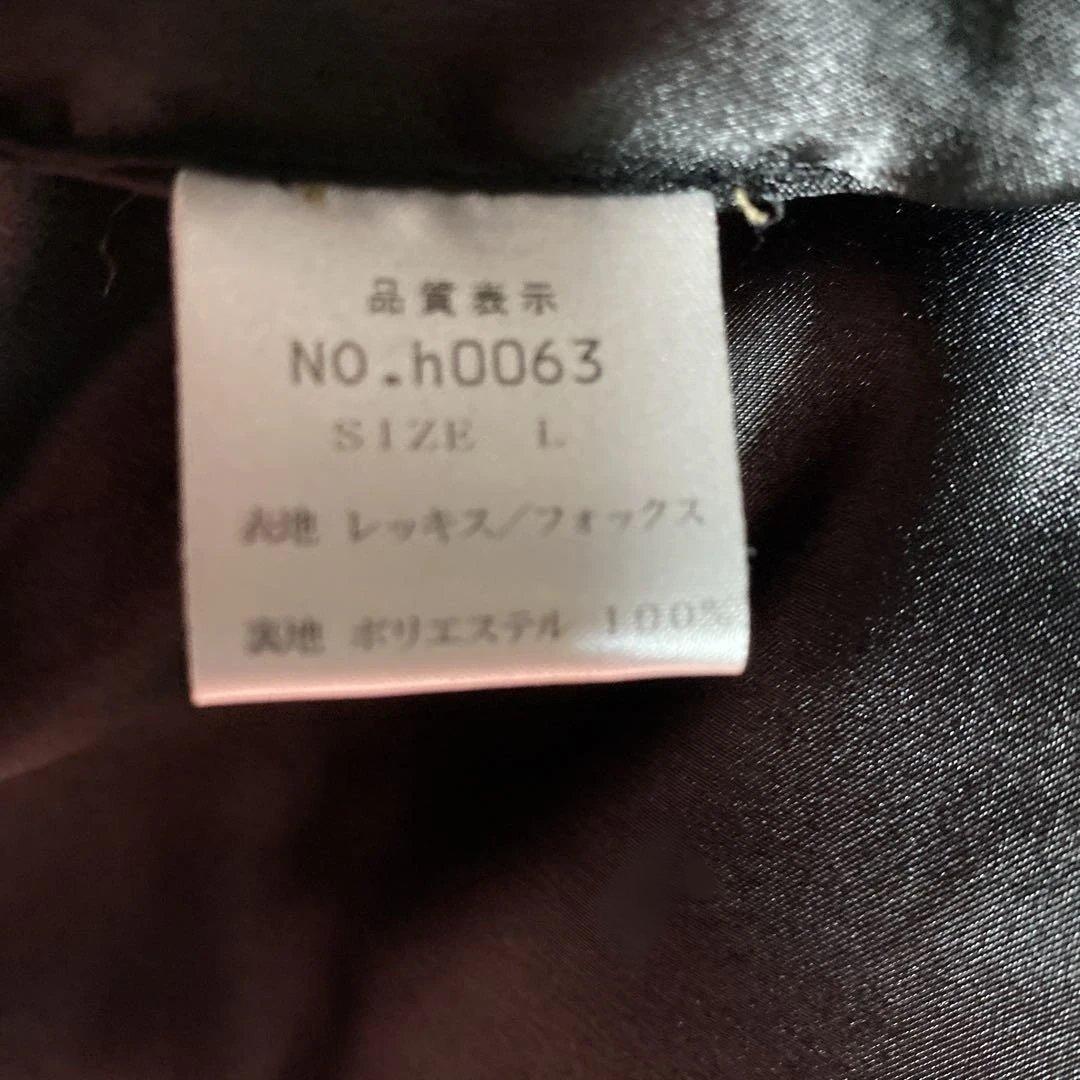 品質表示
NO.h0063
SIZE L
表地 レッキス/フォックス
裏地 ポリエステル 100%